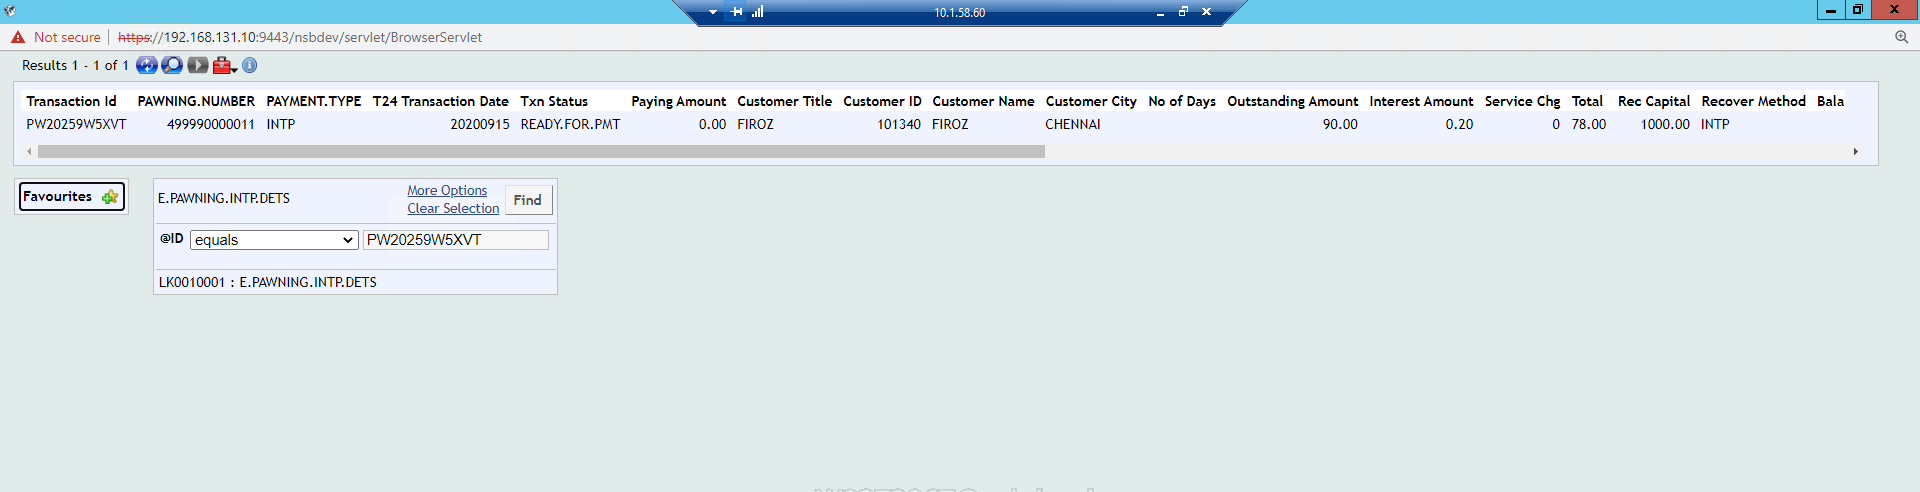 10.1.58.60
Not secure https://192.168.131.10:9443/nsbdev/servlet/BrowserServlet
Results 1 - 1 of 1
Transaction Id PAWNING.NUMBER PAYMENT.TYPE T24 Transaction Date Txn Status Paying Amount Customer Title Customer ID Customer Name Customer City No of Days Outstanding Amount Interest Amount Service Chg Total Rec Capital Recover Method Bala
PW20259W5XVT 499990000011 INTP 20200915 READY.FOR.PMT 0.00 FIROZ 101340 FIROZ CHENNAI 90.00 0.20 0 78.00 1000.00 INTP
Favourites
E.PAWNING.INTP.DETS
More Options
Clear Selection
Find
@ID equals PW20259W5XVT
LK0010001 : E.PAWNING.INTP.DETS